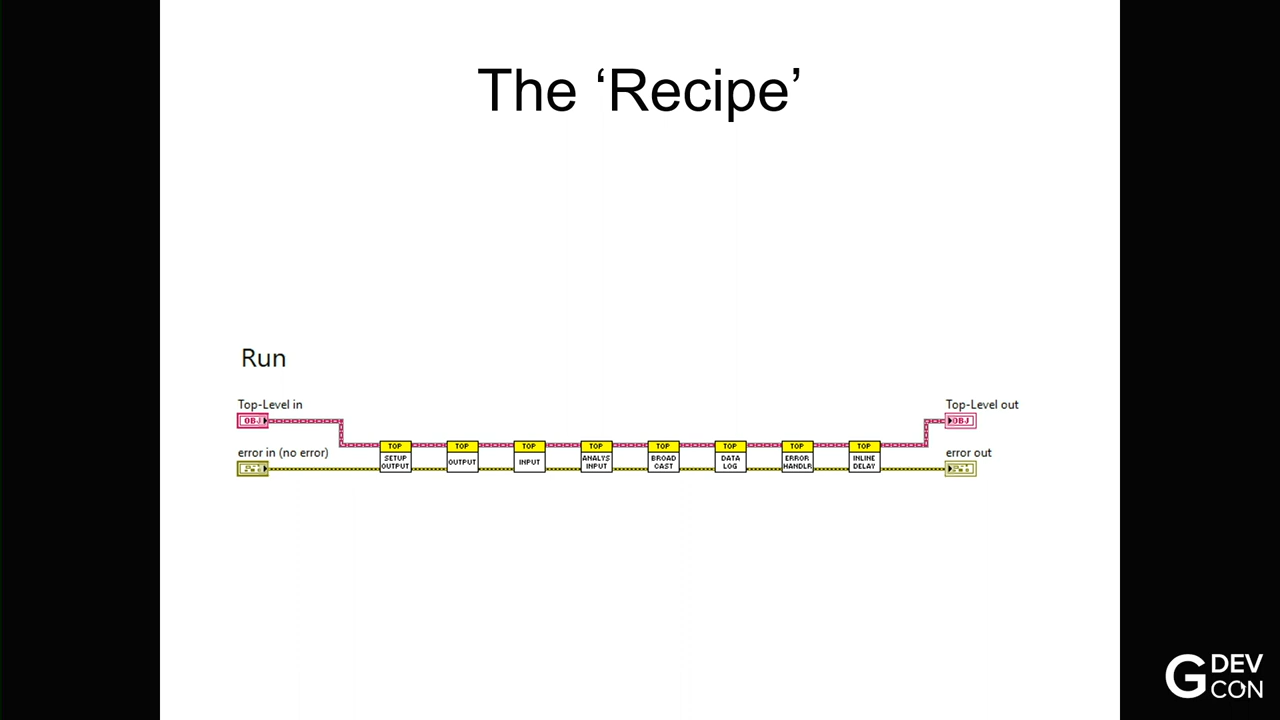 The ‘Recipe’
Run
Top-Level in
OBJ
error in (no error)
TOP
SETUP
OUTPUT
TOP
OUTPUT
TOP
INPUT
TOP
ANALYS
INPUT
TOP
BROAD
CAST
TOP
DATA
LOG
TOP
ERROR
HANDLR
TOP
INLINE
DELAY
Top-Level out
OBJ
error out
G DEV
CON